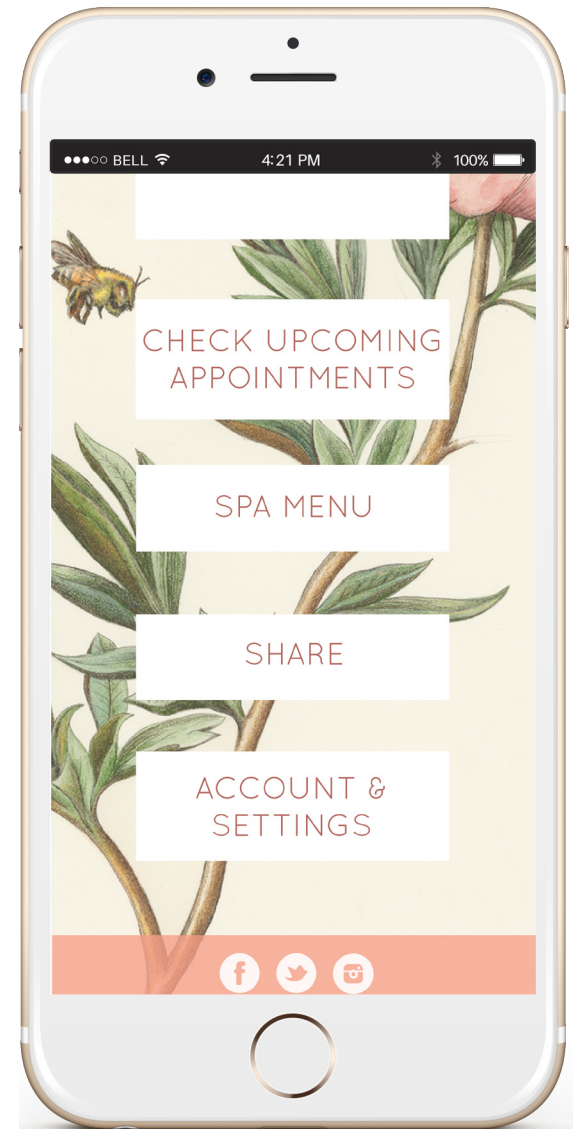 BELL 4:21 PM 100%
CHECK UPCOMING
APPOINTMENTS
SPA MENU
SHARE
ACCOUNT &
SETTINGS